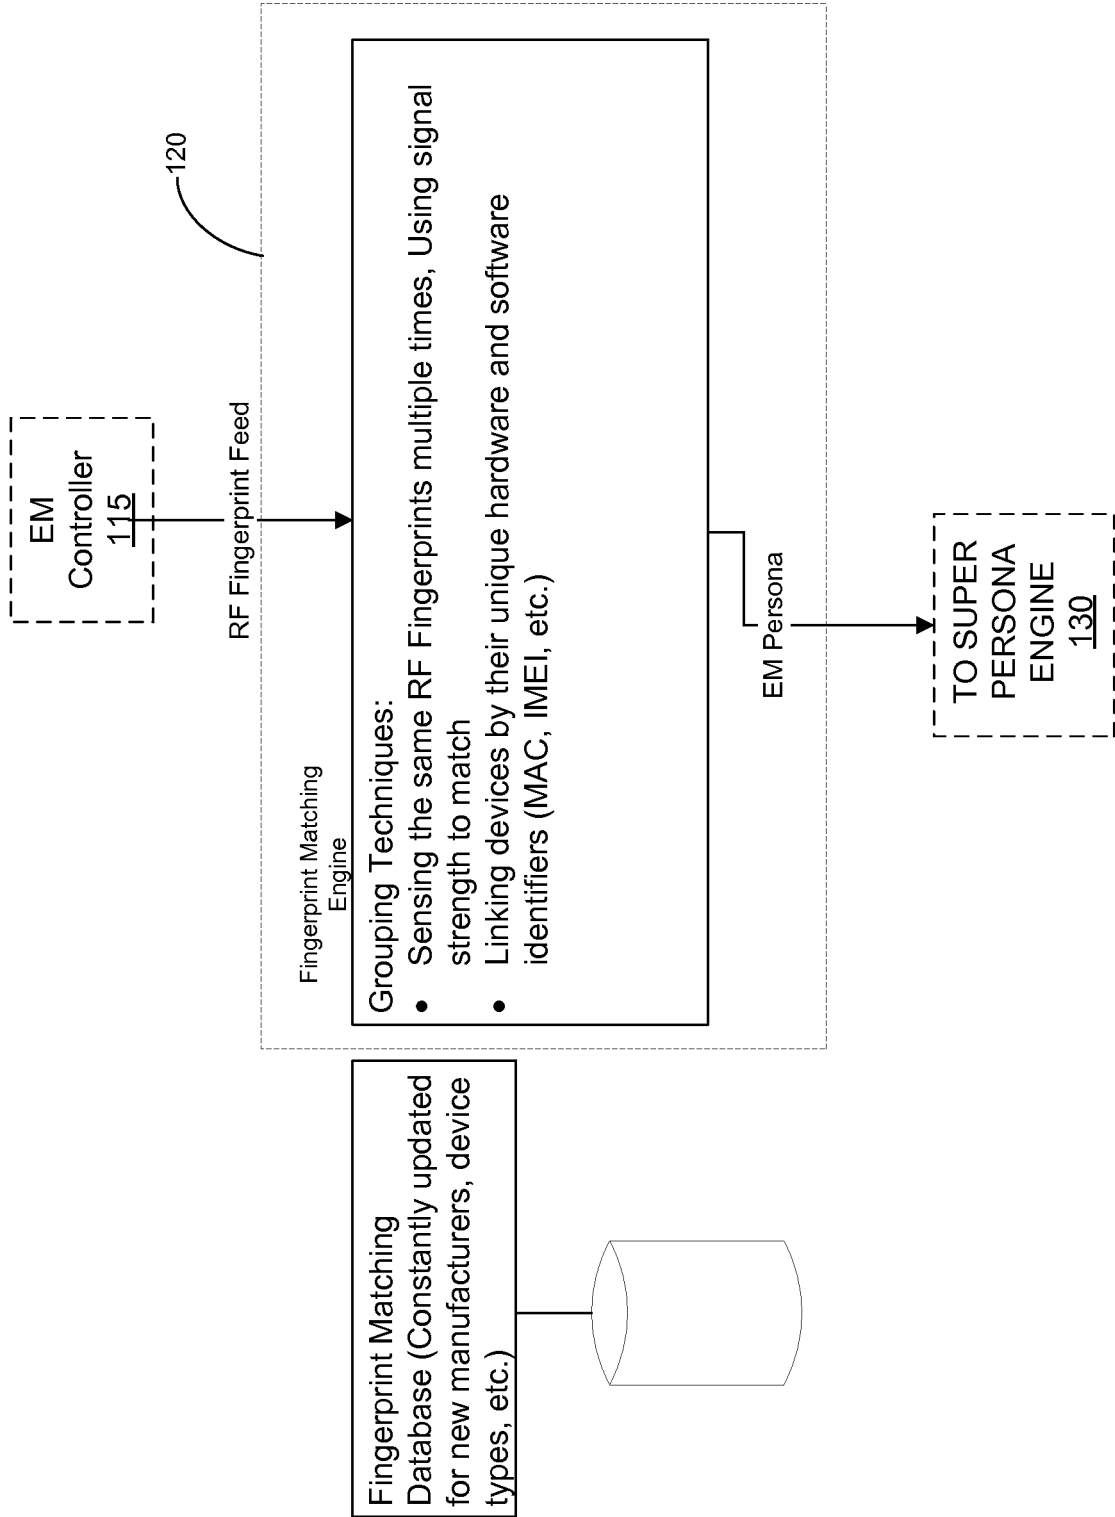 EM
Controller
115
RF Fingerprint Feed
120
Fingerprint Matching
Engine
Grouping Techniques:
• Sensing the same RF Fingerprints multiple times, Using signal
strength to match
• Linking devices by their unique hardware and software
identifiers (MAC, IMEI, etc.)
Fingerprint Matching
Database (Constantly updated
for new manufacturers, device
types, etc.)
EM Persona
TO SUPER
PERSONA
ENGINE
130